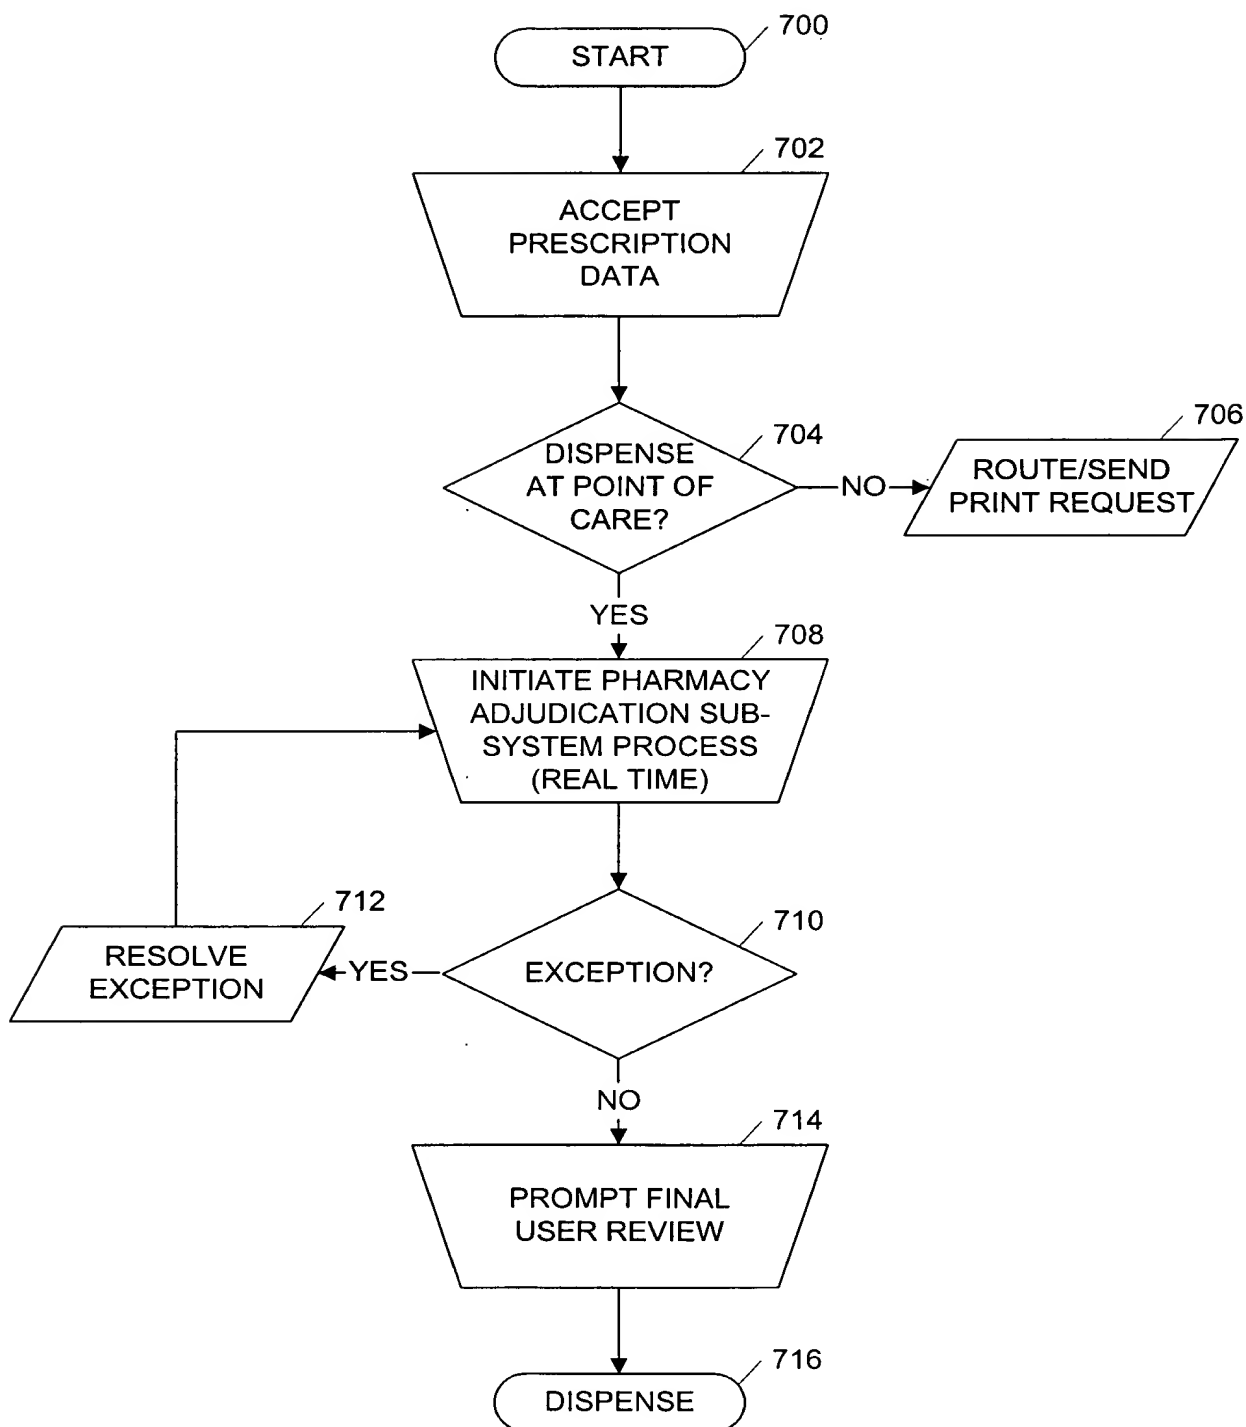 700
START
702
ACCEPT
PRESCRIPTION
DATA
704
DISPENSE
AT POINT OF
CARE?
NO
706
ROUTE/SEND
PRINT REQUEST
YES
708
INITIATE PHARMACY
ADJUDICATION SUB-
SYSTEM PROCESS
(REAL TIME)
710
EXCEPTION?
YES
712
RESOLVE
EXCEPTION
NO
714
PROMPT FINAL
USER REVIEW
716
DISPENSE